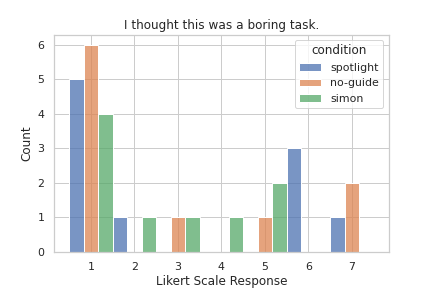 I thought this was a boring task.
condition
spotlight
no-guide
simon
6
5
4
3
2
1
0
Count
1 2 3 4 5 6 7
Likert Scale Response